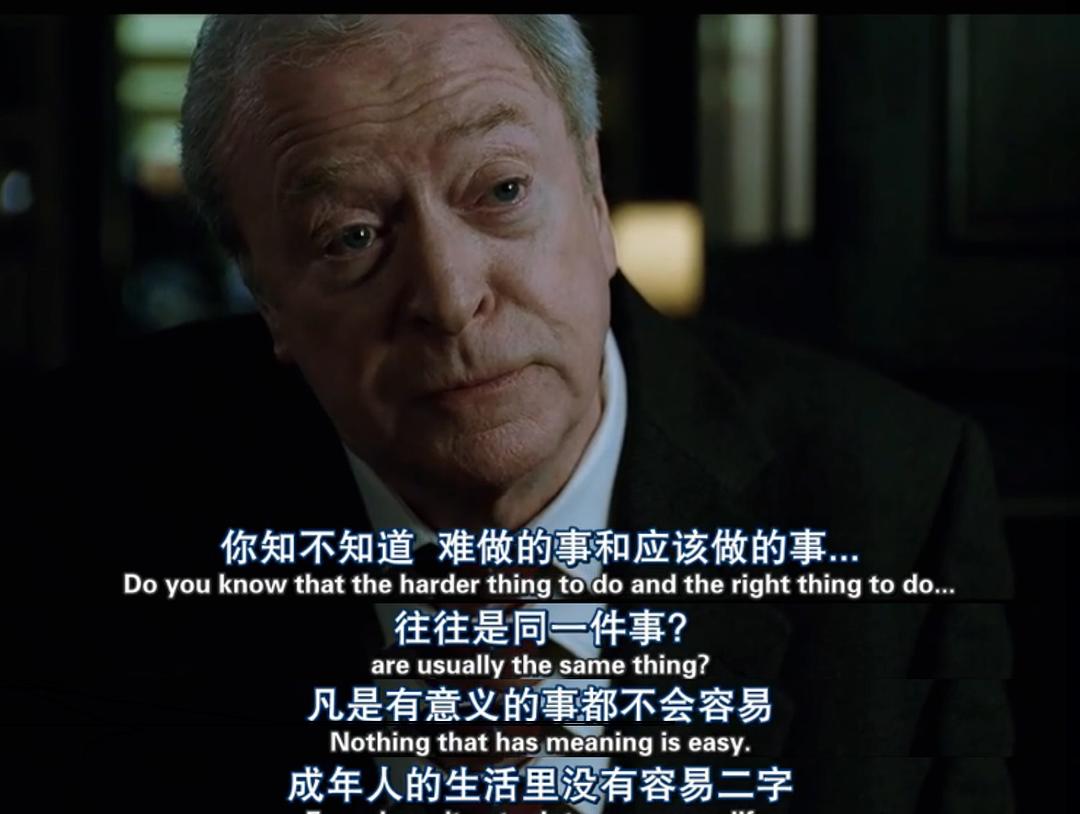 你知不知道 难做的事和应该做的事...
Do you know that the harder thing to do and the right thing to do...
往往是同一件事?
are usually the same thing?
凡是有意义的事都不会容易
Nothing that has meaning is easy.
成年人的生活里没有容易二字